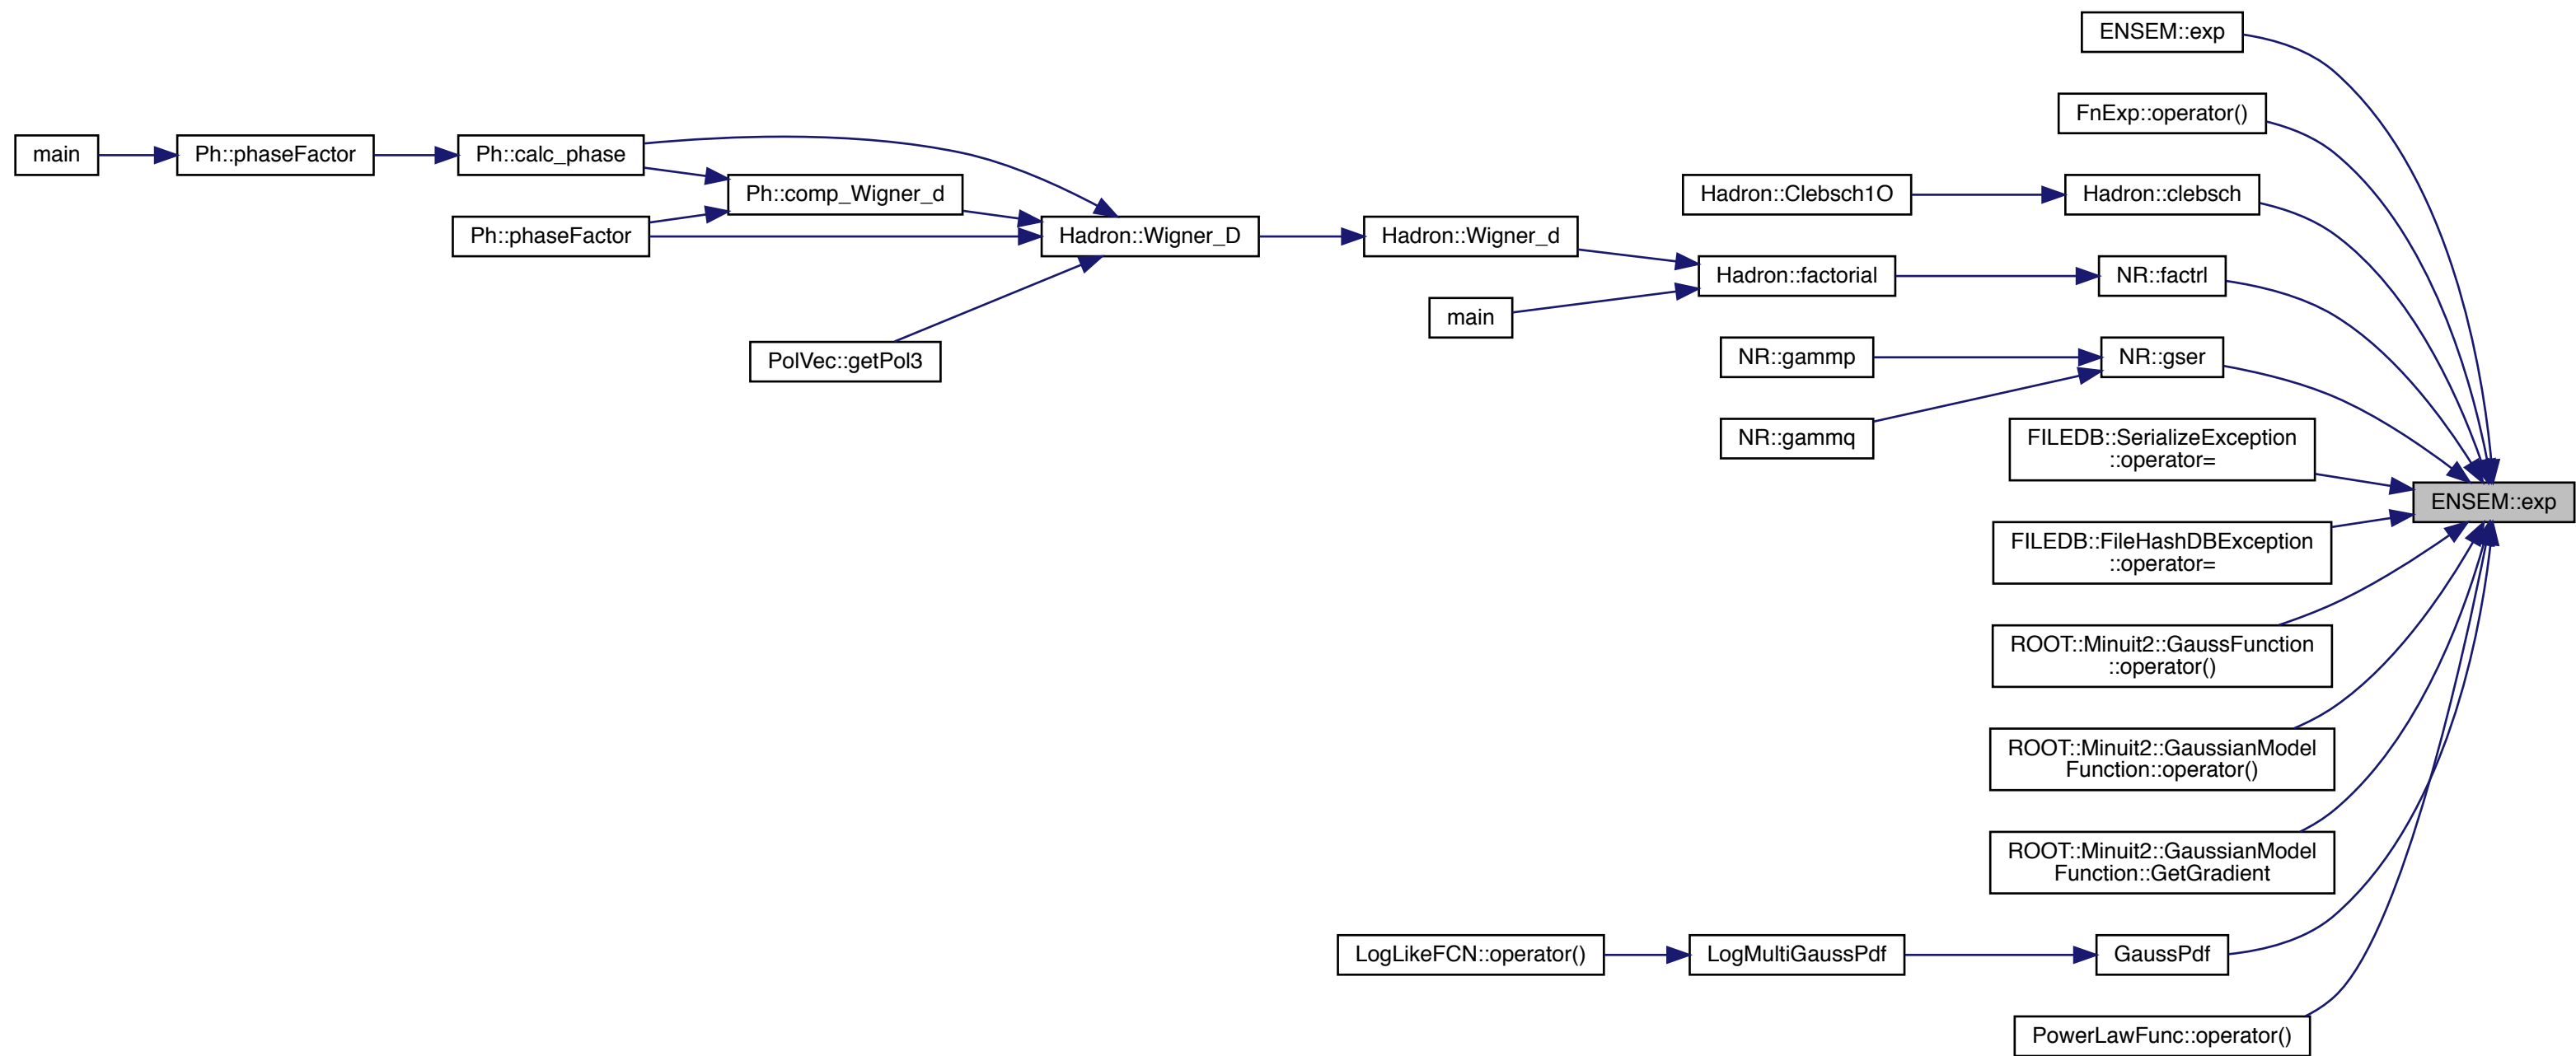 ENSEM::exp
FnExp::operator()
main
Ph::phaseFactor
Ph::calc_phase
Ph::comp_Wigner_d
Hadron::Clebsch1O
Hadron::clebsch
Ph::phaseFactor
Hadron::Wigner_D
Hadron::Wigner_d
Hadron::factorial
NR::factrl
main
PolVec::getPol3
NR::gammp
NR::gser
NR::gammq
FILEDB::SerializeException
::operator=
ENSEM::exp
FILEDB::FileHashDBException
::operator=
ROOT::Minuit2::GaussFunction
::operator()
ROOT::Minuit2::GaussianModel
Function::operator()
ROOT::Minuit2::GaussianModel
Function::GetGradient
LogLikeFCN::operator()
LogMultiGaussPdf
GaussPdf
PowerLawFunc::operator()